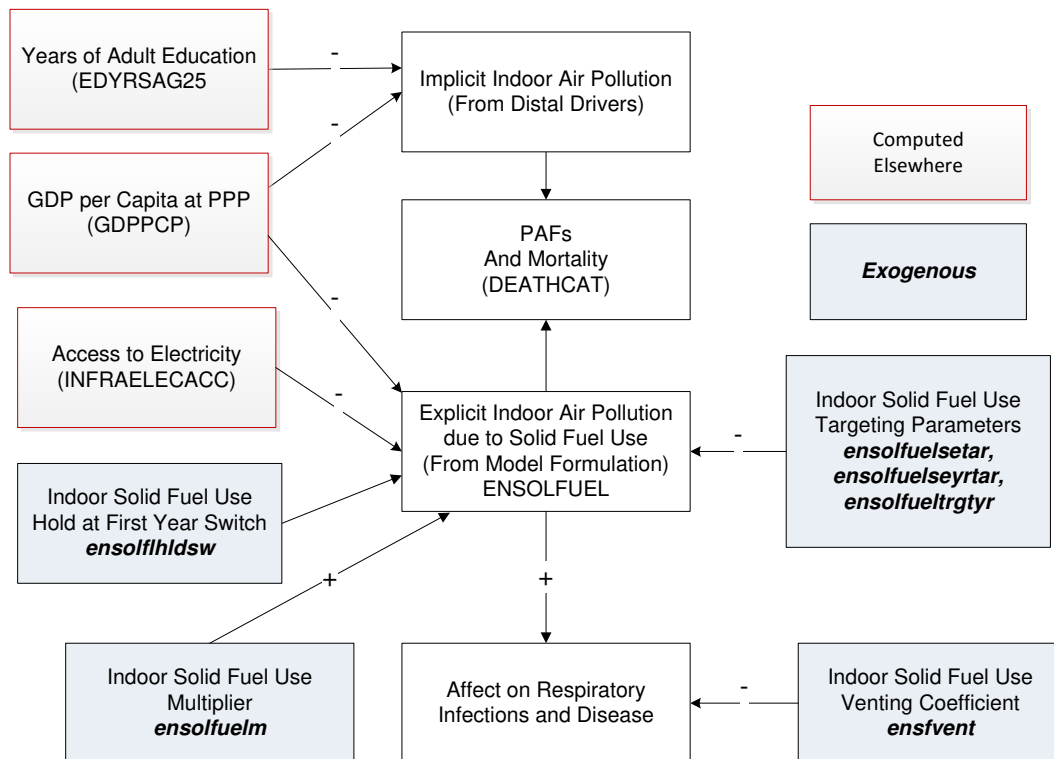 Years of Adult Education
(EDYRSAG25
-
Implicit Indoor Air Pollution
(From Distal Drivers)
-
GDP per Capita at PPP
(GDPPCP)
Computed
Elsewhere
PAFs
And Mortality
(DEATHCAT)
Exogenous
-
Access to Electricity
(INFRAELECACC)
-
Explicit Indoor Air Pollution
due to Solid Fuel Use
(From Model Formulation)
ENSOLFUEL
-
Indoor Solid Fuel Use
Targeting Parameters
ensolfuelsetar,
ensolfuelseyrtar,
ensolfueltrgtyr
Indoor Solid Fuel Use
Hold at First Year Switch
ensolflhldsw
+
+
Indoor Solid Fuel Use
Multiplier
ensolfuelm
Affect on Respiratory
Infections and Disease
-
Indoor Solid Fuel Use
Venting Coefficient
ensfvent